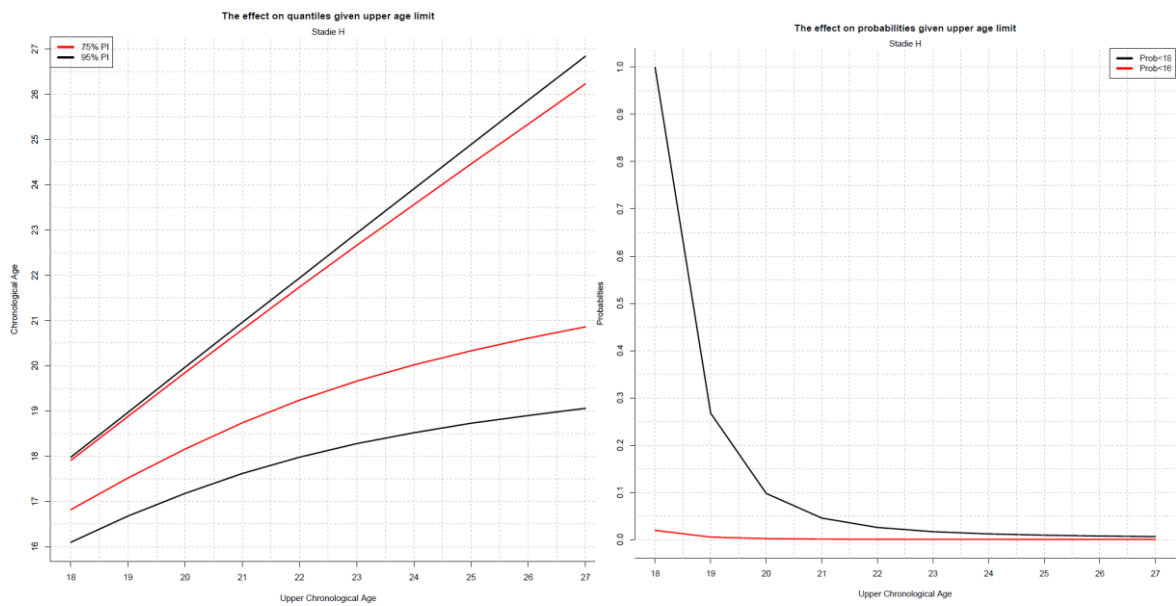 The effect on quantiles given upper age limit
Stadie H
75% PI
95% PI
27
26
25
24
23
22
21
20
19
18
17
16
Chronological Age
18 19 20 21 22 23 24 25 26 27
Upper Chronological Age
The effect on probabilities given upper age limit
Stadie H
Prob<18
Prob<16
1.0
0.9
0.8
0.7
0.6
0.5
0.4
0.3
0.2
0.1
0.0
Probabilities
18 19 20 21 22 23 24 25 26 27
Upper Chronological Age